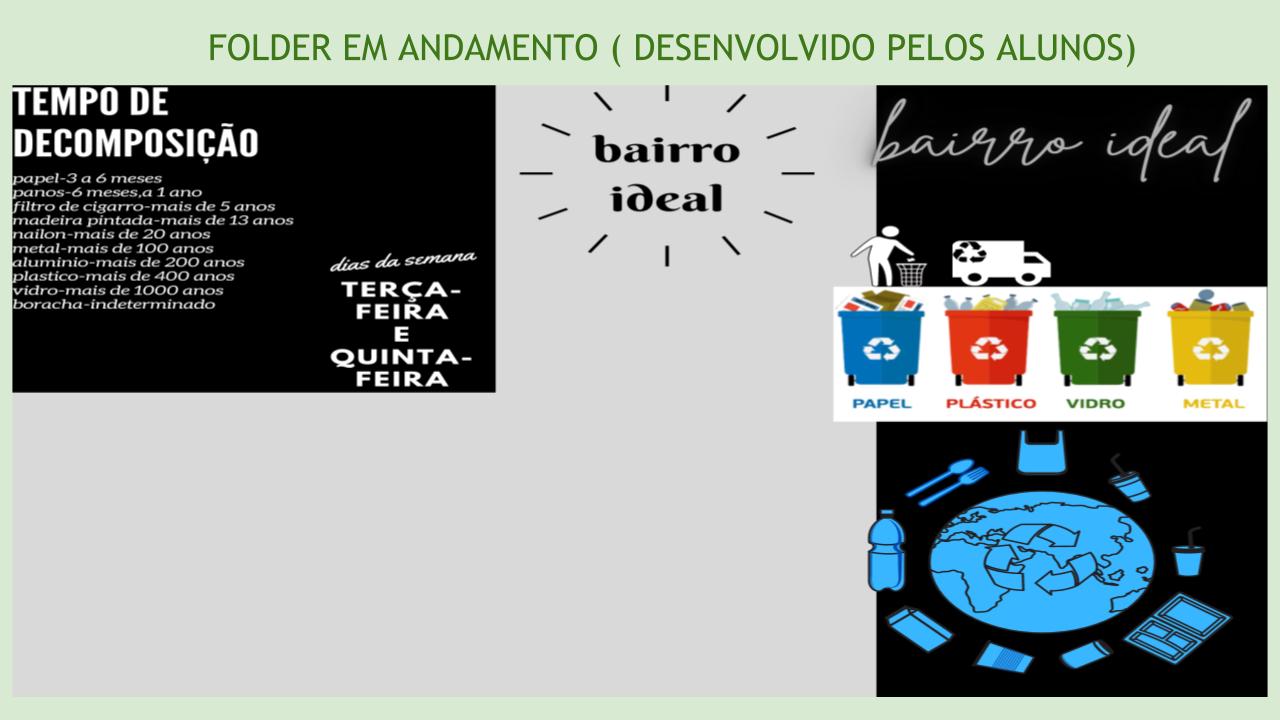 FOLDER EM ANDAMENTO ( DESENVOLVIDO PELOS ALUNOS)
TEMPO DE
DECOMPOSIÇÃO
papel-3 a 6 meses
panos-6 meses,a 1 ano
filtro de cigarro-mais de 5 anos
madeira pintada-mais de 13 anos
nailon-mais de 20 anos
metal-mais de 100 anos
aluminio-mais de 200 anos
plastico-mais de 400 anos
vidro-mais de 1000 anos
boracha-indeterminado
dias da semana
TERÇA-
FEIRA
E
QUINTA-
FEIRA
bairro
ideal
bairro ideal
PAPEL PLÁSTICO VIDRO METAL